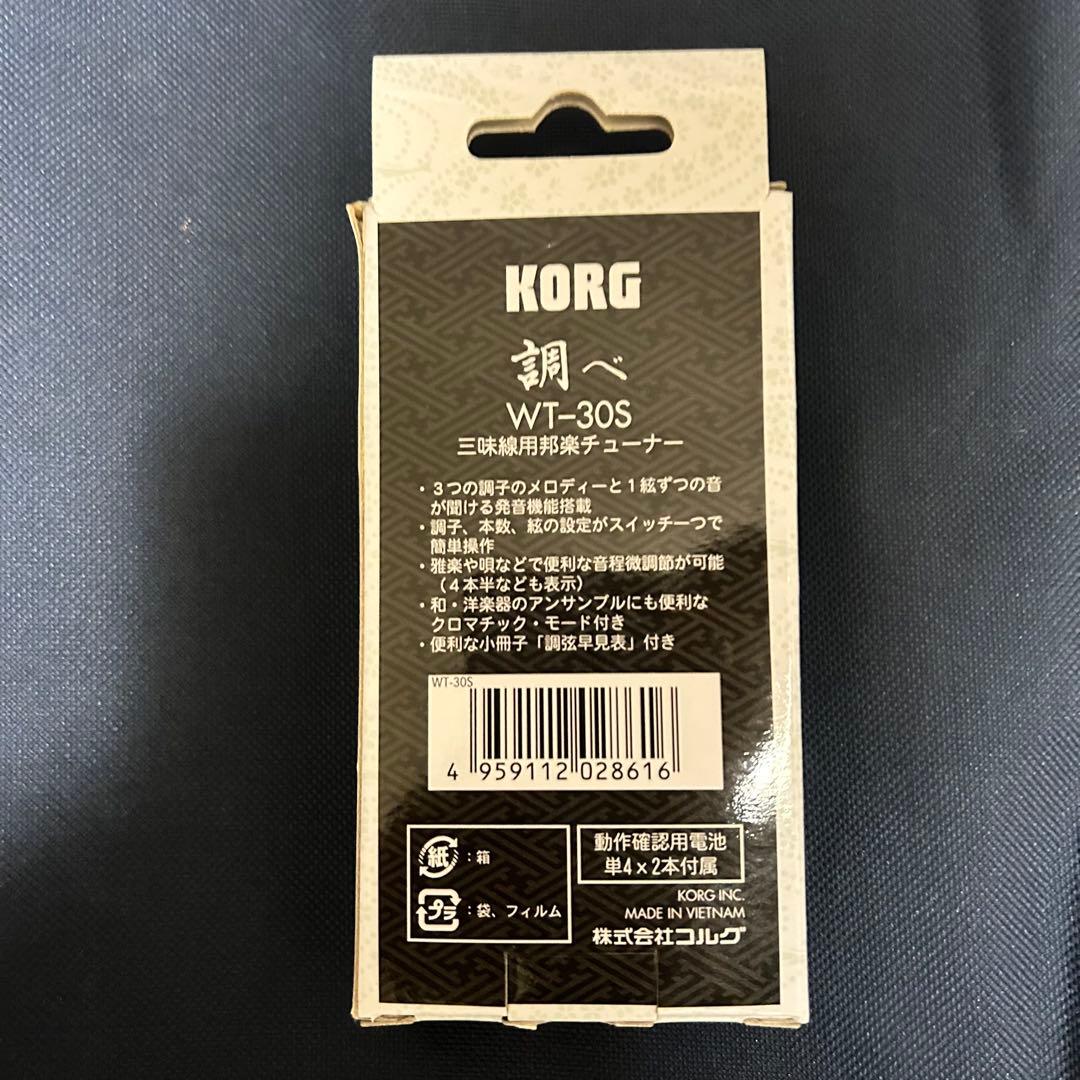 KORG
調べ
WT-30S
三味線用邦楽チューナー
・3つの調子のメロディーと1絃ずつの音
が聞ける発音機能搭載
・調子、本数、絃の設定がスイッチ一つで
簡単操作
・雅楽や唄などで便利な音程微調節が可能
（4本半なども表示）
・和・洋楽器のアンサンブルにも便利な
クロマチック・モード付き
・便利な小冊子「調弦早見表」付き
WT-30S
4 959112 028616
紙：箱
プラ：袋、フィルム
動作確認用電池
単4×2本付属
KORG INC.
MADE IN VIETNAM
株式会社コルグ